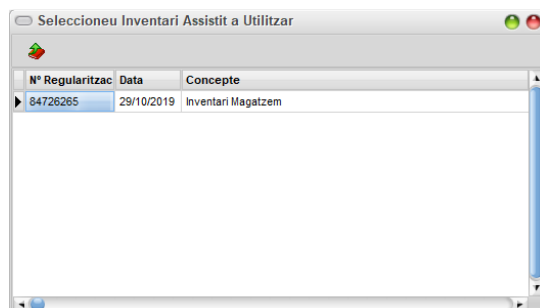 Seleccioneu Inventari Assistit a Utilitzar
Nº Regularitzac Data Concepte
84726265 29/10/2019 Inventari Magatzem